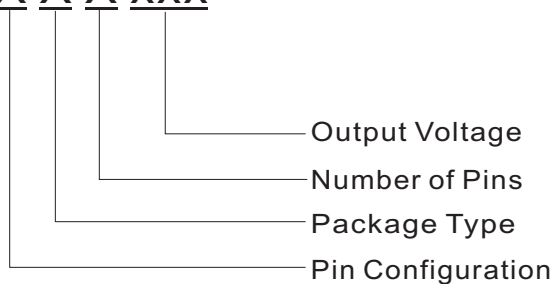 Output Voltage
Number of Pins
Package Type
Pin Configuration